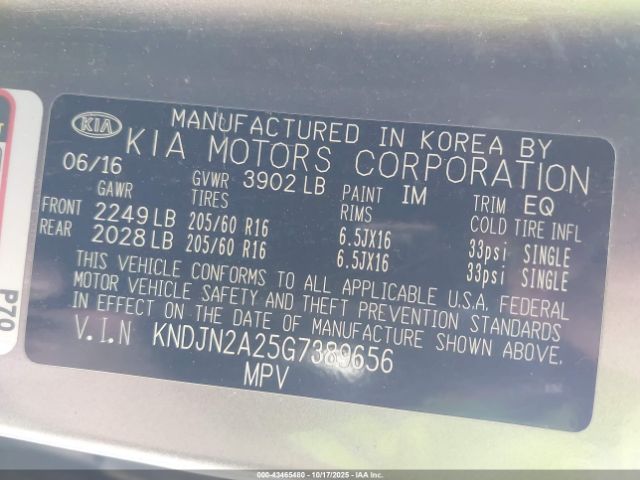 KIA
MANUFACTURED IN KOREA BY
KIA MOTORS CORPORATION
06/16 GVWR 3902 LB PAINT IM TRIM EQ
GAWR TIRES RIMS COLD TIRE INFL
FRONT 2249 LB 205/60 R16 6.5JX16 33psi SINGLE
REAR 2028 LB 205/60 R16 6.5JX16 33psi SINGLE
THIS VEHICLE CONFORMS TO ALL APPLICABLE U.S.A. FEDERAL
MOTOR VEHICLE SAFETY AND THEFT PREVENTION STANDARDS
IN EFFECT ON THE DATE OF MANUFACTURE SHOWN ABOVE.
V.I.N KNDJN2A25G7389656
MPV
P70
000-43465480 - 10/17/2025 - IAAI.COM